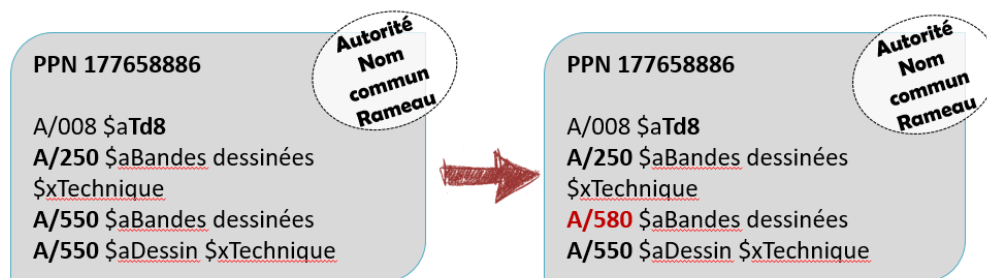 Autorité
Nom
commun
Rameau
PPN 177658886
A/008 $aTd8
A/250 $aBandes dessinées
$xTechnique
A/550 $aBandes dessinées
A/550 $aDessin $xTechnique
Autorité
Nom
commun
Rameau
PPN 177658886
A/008 $aTd8
A/250 $aBandes dessinées
$xTechnique
A/580 $aBandes dessinées
A/550 $aDessin $xTechnique